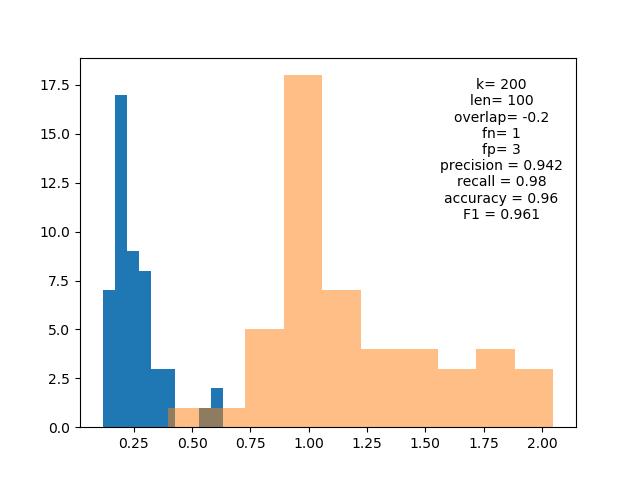 17.5
15.0
12.5
10.0
7.5
5.0
2.5
0.0
k= 200
len= 100
overlap= -0.2
fn= 1
fp= 3
precision = 0.942
recall = 0.98
accuracy = 0.96
F1 = 0.961
0.25 0.50 0.75 1.00 1.25 1.50 1.75 2.00